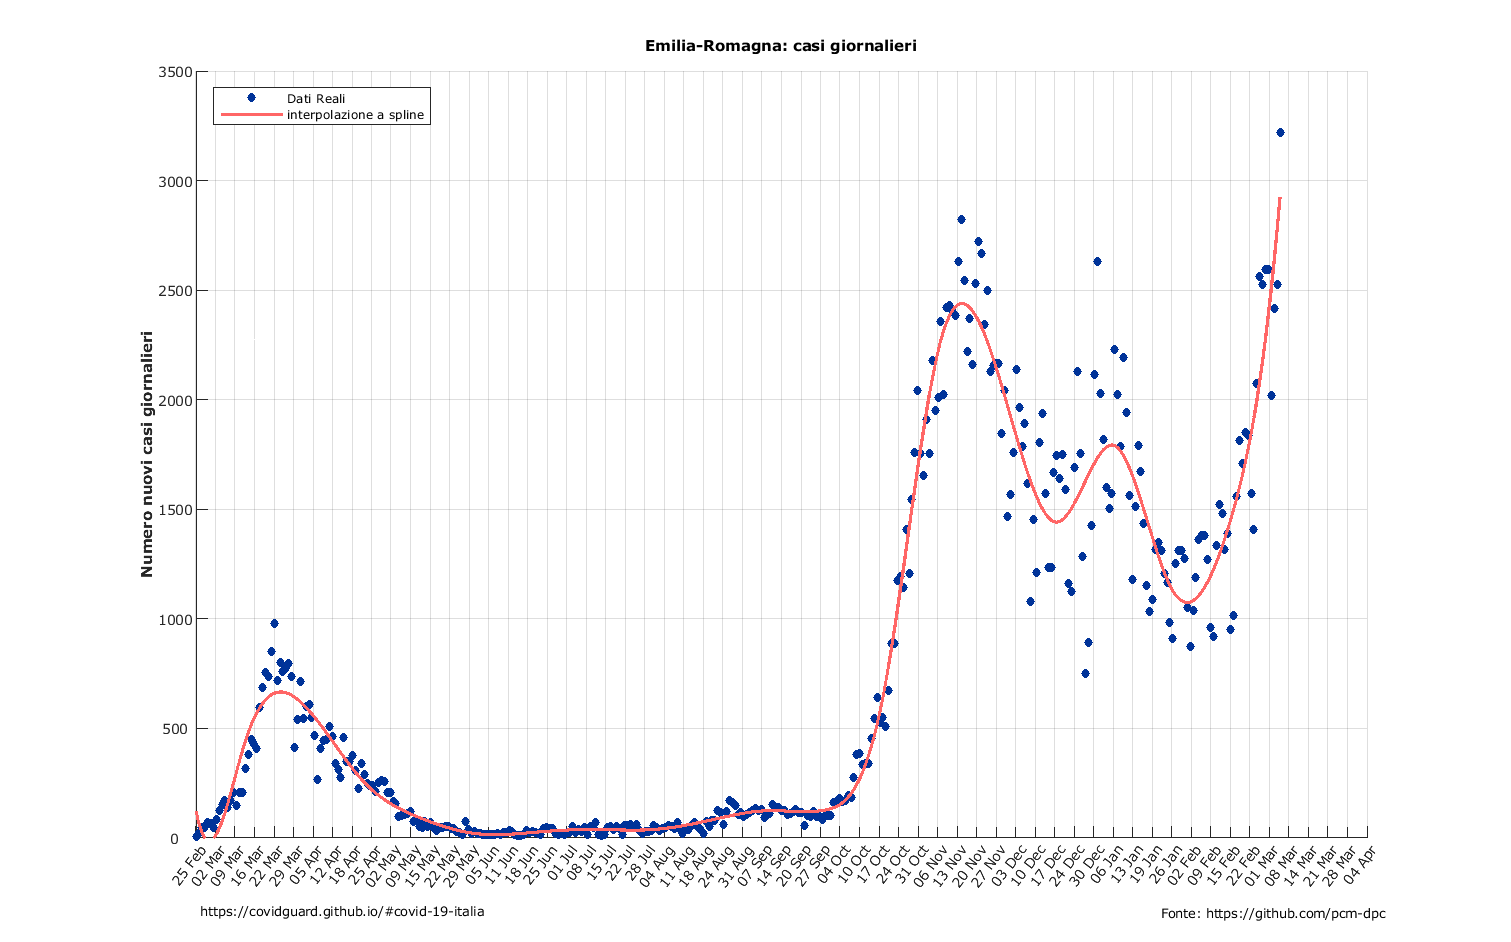 Emilia-Romagna: casi giornalieri
3500
3000
2500
2000
1500
1000
500
0
Dati Reali
interpolazione a spline
Numero nuovi casi giornalieri
25 Feb
02 Mar
09 Mar
16 Mar
22 Mar
29 Mar
05 Apr
12 Apr
18 Apr
25 Apr
02 May
09 May
15 May
22 May
29 May
05 Jun
11 Jun
18 Jun
25 Jun
01 Jul
08 Jul
15 Jul
22 Jul
28 Jul
04 Aug
11 Aug
18 Aug
24 Aug
31 Aug
07 Sep
14 Sep
20 Sep
27 Sep
04 Oct
10 Oct
17 Oct
24 Oct
31 Oct
06 Nov
13 Nov
20 Nov
27 Nov
03 Dec
10 Dec
17 Dec
24 Dec
30 Dec
06 Jan
13 Jan
19 Jan
26 Jan
02 Feb
09 Feb
15 Feb
22 Feb
01 Mar
08 Mar
14 Mar
21 Mar
28 Mar
04 Apr
https://covidguard.github.io/#covid-19-italia
Fonte: https://github.com/pcm-dpc